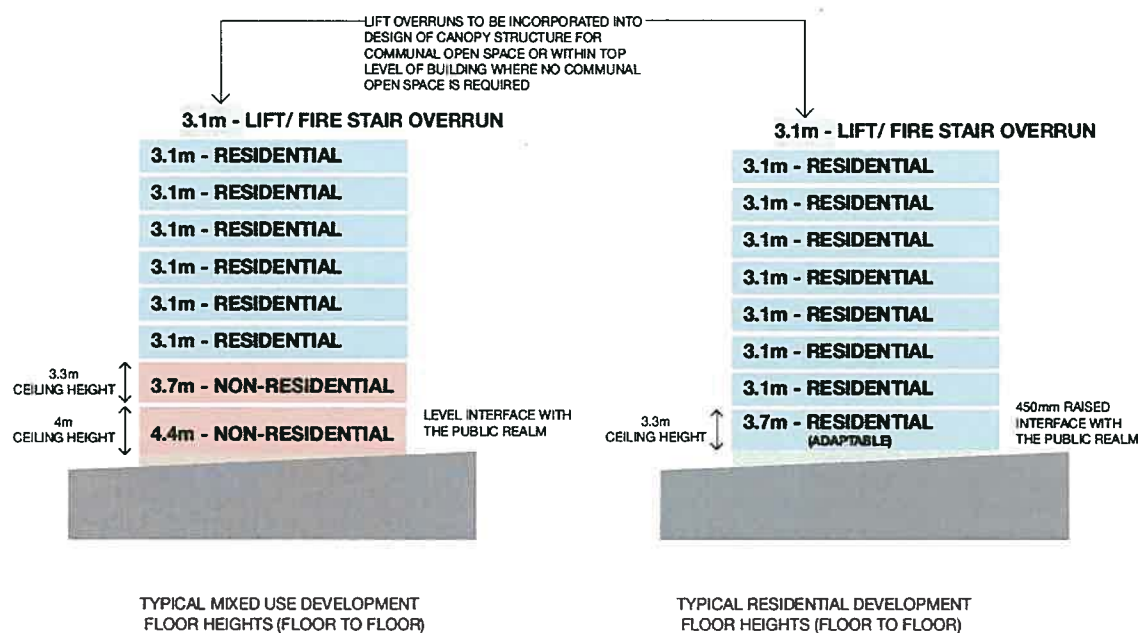 LIFT OVERRUNS TO BE INCORPORATED INTO
DESIGN OF CANOPY STRUCTURE FOR
COMMUNAL OPEN SPACE OR WITHIN TOP
LEVEL OF BUILDING WHERE NO COMMUNAL
OPEN SPACE IS REQUIRED
3.1m - LIFT/ FIRE STAIR OVERRUN
3.1m - RESIDENTIAL
3.1m - RESIDENTIAL
3.1m - RESIDENTIAL
3.1m - RESIDENTIAL
3.1m - RESIDENTIAL
3.1m - RESIDENTIAL
3.3m
CEILING HEIGHT
3.7m - NON-RESIDENTIAL
4m
CEILING HEIGHT
4.4m - NON-RESIDENTIAL
LEVEL INTERFACE WITH
THE PUBLIC REALM
TYPICAL MIXED USE DEVELOPMENT
FLOOR HEIGHTS (FLOOR TO FLOOR)
3.1m - LIFT/ FIRE STAIR OVERRUN
3.1m - RESIDENTIAL
3.1m - RESIDENTIAL
3.1m - RESIDENTIAL
3.1m - RESIDENTIAL
3.1m - RESIDENTIAL
3.1m - RESIDENTIAL
3.1m - RESIDENTIAL
3.3m
CEILING HEIGHT
3.7m - RESIDENTIAL
(ADAPTABLE)
450mm RAISED
INTERFACE WITH
THE PUBLIC REALM
TYPICAL RESIDENTIAL DEVELOPMENT
FLOOR HEIGHTS (FLOOR TO FLOOR)